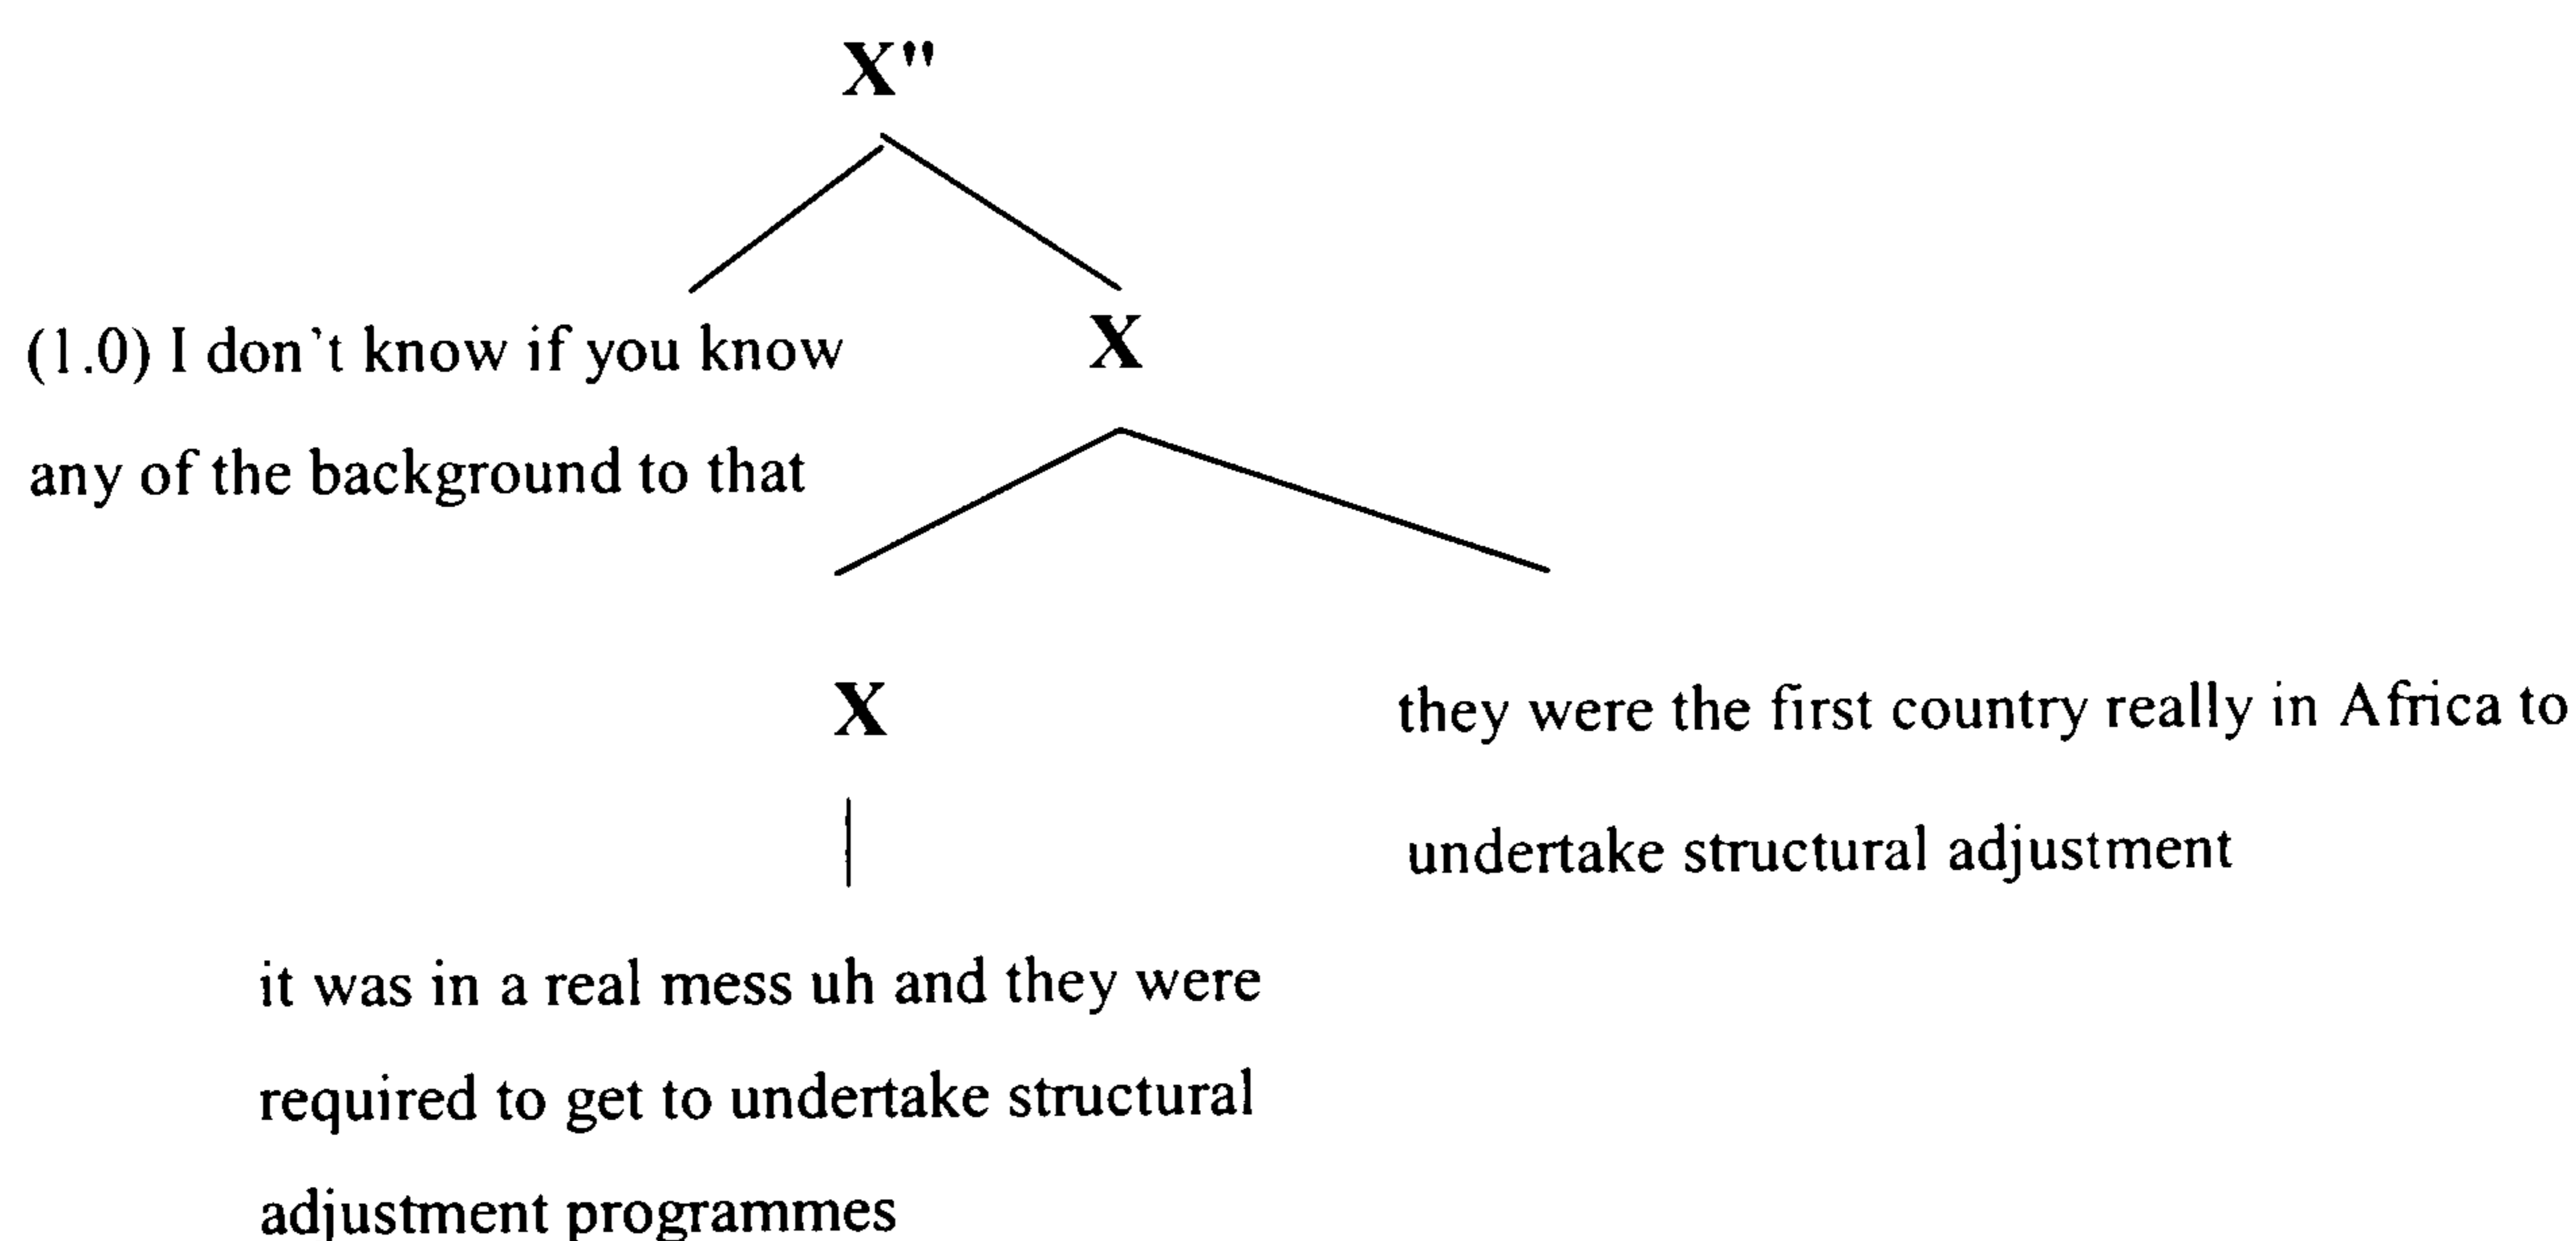 X"
(1.0) I don't know if you know
any of the background to that
X
X
they were the first country really in Africa to
undertake structural adjustment
it was in a real mess uh and they were
required to get to undertake structural
adjustment programmes